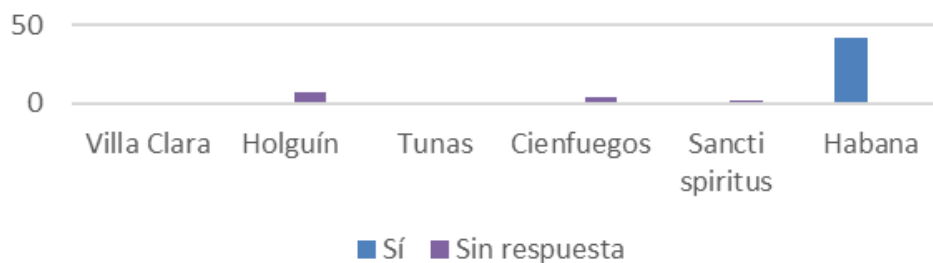 50
0
Villa Clara Holguín Tunas Cienfuegos Sancti spiritus Habana
Sí Sin respuesta